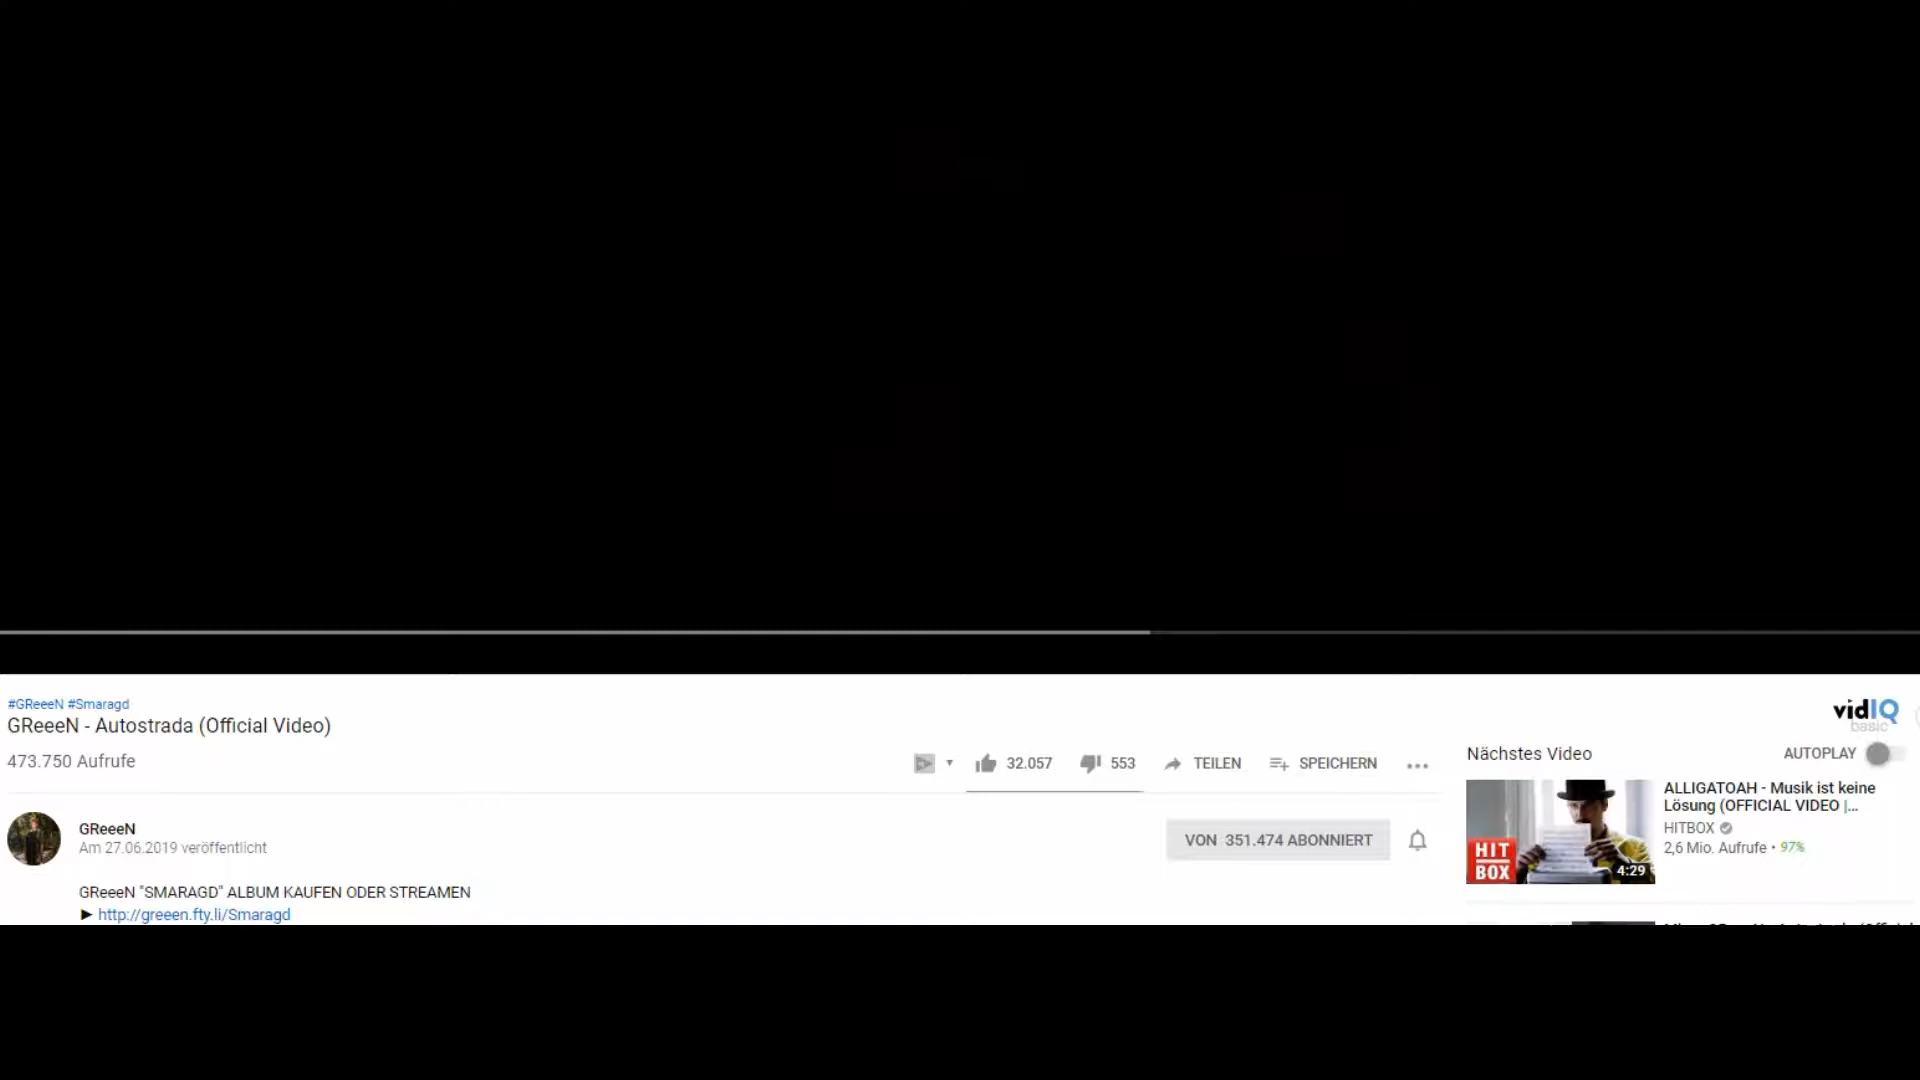 #GReeeN #Smaragd
GReeeN - Autostrada (Official Video)
473.750 Aufrufe
32.057
553
TEILEN
SPEICHERN
GReeeN
Am 27.06.2019 veröffentlicht
VON 351.474 ABONNIERT
GReeeN "SMARAGD" ALBUM KAUFEN ODER STREAMEN
► http://greeen.fty.li/Smaragd
vidIQ
basic
Nächstes Video
AUTOPLAY
HIT
BOX
4:29
ALLIGATOAH - Musik ist keine
Lösung (OFFICIAL VIDEO |...
HITBOX
2,6 Mio. Aufrufe • 97%